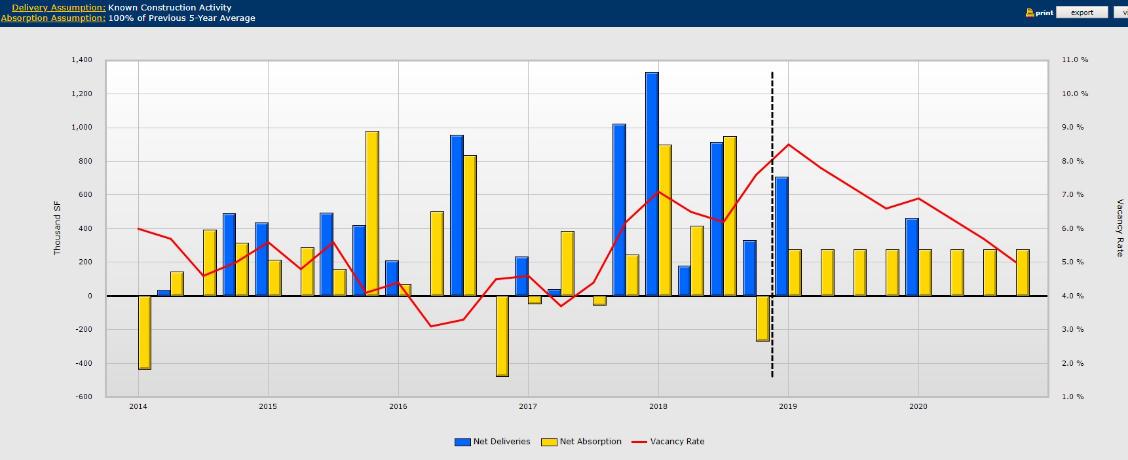 Delivery Assumption: Known Construction Activity
Absorption Assumption: 100% of Previous 5-Year Average
print
export
1,400
1,200
1,000
800
600
400
200
0
-200
-400
-600
Thousand SF
11.0 %
10.0 %
9.0 %
8.0 %
7.0 %
6.0 %
5.0 %
4.0 %
3.0 %
2.0 %
1.0 %
Vacancy Rate
2014 2015 2016 2017 2018 2019 2020
Net Deliveries Net Absorption Vacancy Rate